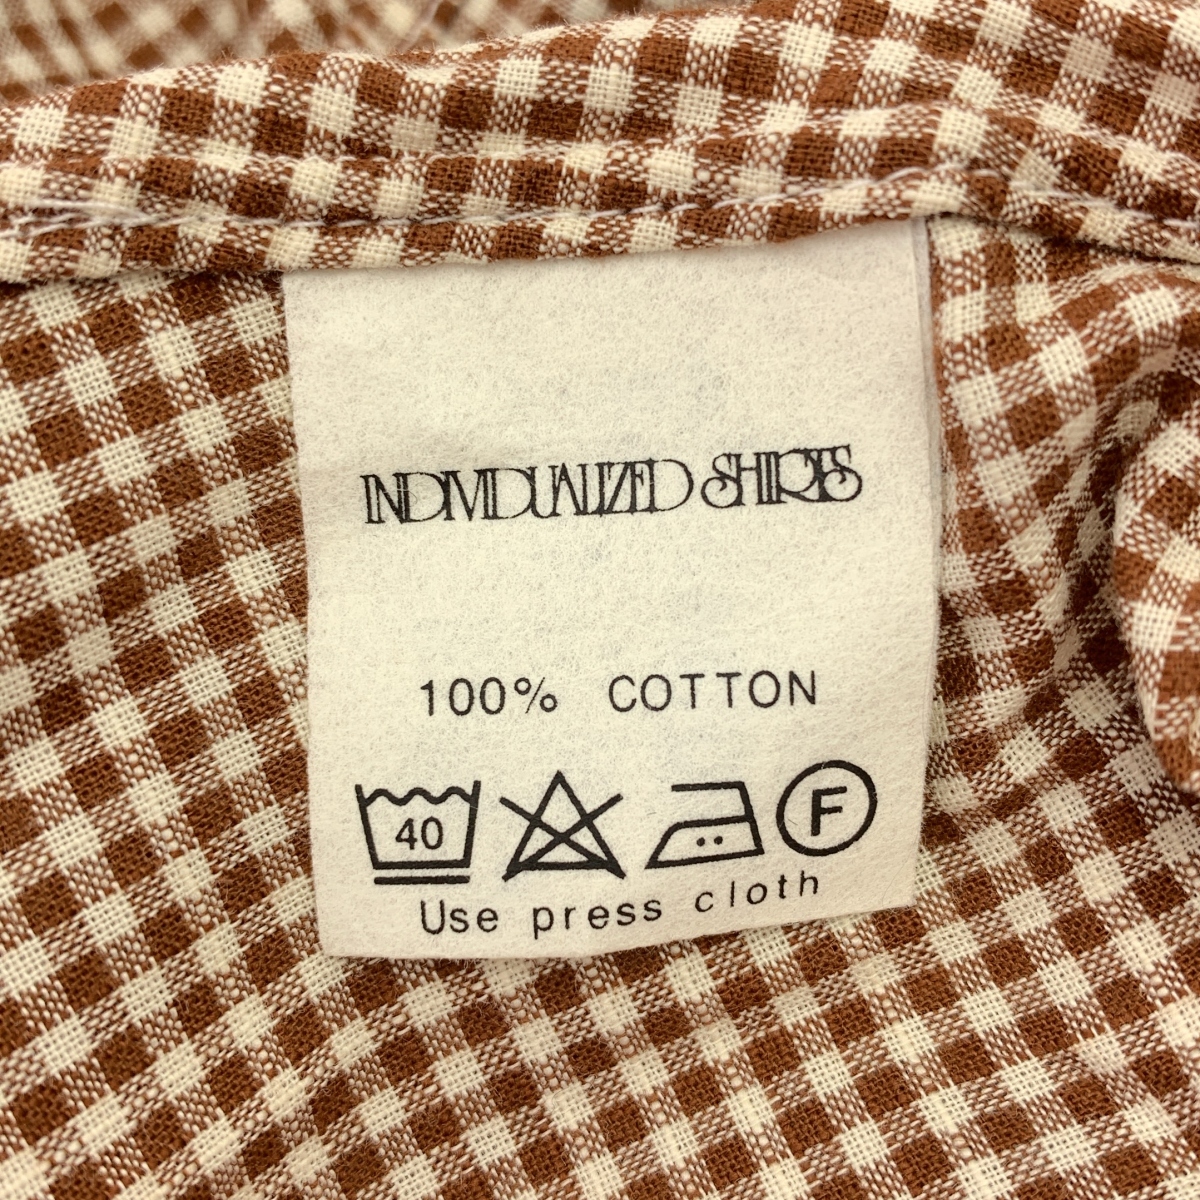 INDIVIDUALIZED SHIRTS
100% COTTON
40 F
Use press cloth